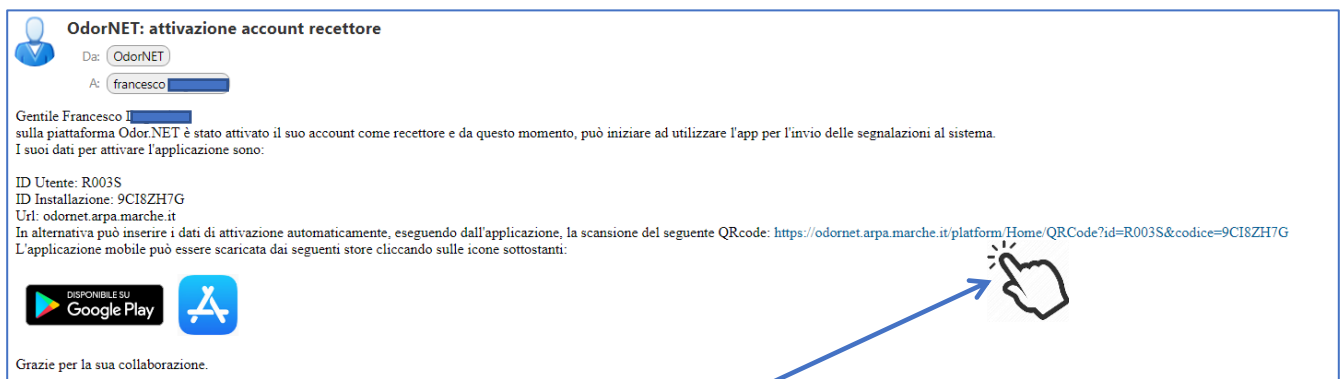 OdorNET: attivazione account recettore
Da: OdorNET
A: francesco
Gentile Francesco
sulla piattaforma Odor.NET è stato attivato il suo account come recettore e da questo momento, può iniziare ad utilizzare l'app per l'invio delle segnalazioni al sistema.
I suoi dati per attivare l'applicazione sono:
ID Utente: R003S
ID Installazione: 9CI8ZH7G
Url: odornet.arpa.marche.it
In alternativa può inserire i dati di attivazione automaticamente, eseguendo dall'applicazione, la scansione del seguente QRcode: https://odornet.arpa.marche.it/platform/Home/QRCode?id=R003S&codice=9CI8ZH7G
L'applicazione mobile può essere scaricata dai seguenti store cliccando sulle icone sottostanti:
DISPONIBILE SU
Google Play
Grazie per la sua collaborazione.